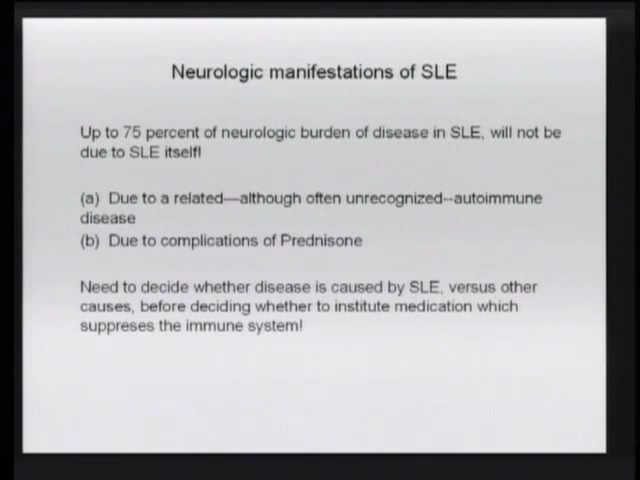 Neurologic manifestations of SLE
Up to 75 percent of neurologic burden of disease in SLE, will not be
due to SLE itself!
(a) Due to a related—although often unrecognized--autoimmune
disease
(b) Due to complications of Prednisone
Need to decide whether disease is caused by SLE, versus other
causes, before deciding whether to institute medication which
suppreses the immune system!